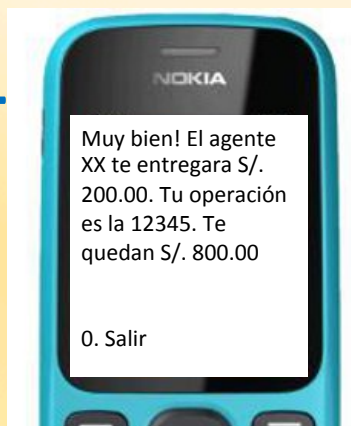 NOKIA
Muy bien! El agente
XX te entregara S/.
200.00. Tu operación
es la 12345. Te
quedan S/. 800.00
0. Salir